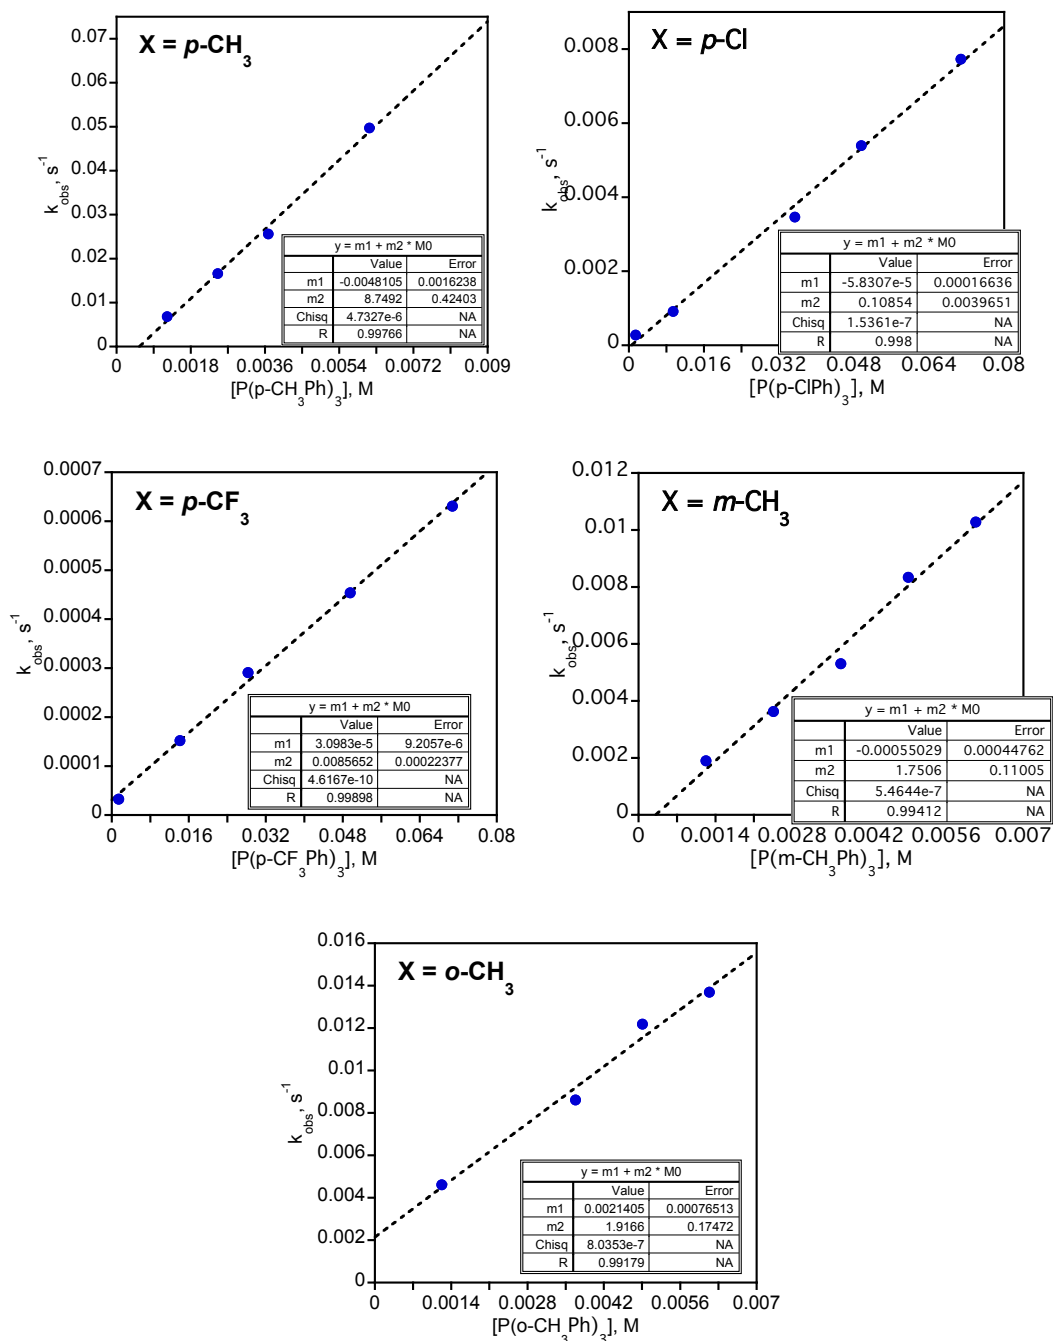 X = p-CH3
0.07
0.06
0.05
0.04
0.03
0.02
0.01
0
kobs, s-1
0 0.0018 0.0036 0.0054 0.0072 0.009
[P(p-CH3Ph)3], M
y = m1 + m2 * M0
Value Error
m1 -0.0048105 0.0016238
m2 8.7492 0.42403
Chisq 4.7327e-6 NA
R 0.99766 NA
X = p-Cl
0.008
0.006
0.004
0.002
0
kobs, s-1
0 0.016 0.032 0.048 0.064 0.08
[P(p-ClPh)3], M
y = m1 + m2 * M0
Value Error
m1 -5.8307e-5 0.00016636
m2 0.10854 0.0039651
Chisq 1.5361e-7 NA
R 0.998 NA
X = p-CF3
0.0007
0.0006
0.0005
0.0004
0.0003
0.0002
0.0001
0
kobs, s-1
0 0.016 0.032 0.048 0.064 0.08
[P(p-CF3Ph)3], M
y = m1 + m2 * M0
Value Error
m1 3.0983e-5 9.2057e-6
m2 0.0085652 0.00022377
Chisq 4.6167e-10 NA
R 0.99898 NA
X = m-CH3
0.012
0.01
0.008
0.006
0.004
0.002
0
kobs, s-1
0 0.0014 0.0028 0.0042 0.0056 0.007
[P(m-CH3Ph)3], M
y = m1 + m2 * M0
Value Error
m1 -0.00055029 0.00044762
m2 1.7506 0.11005
Chisq 5.4644e-7 NA
R 0.99412 NA
X = o-CH3
0.016
0.014
0.012
0.01
0.008
0.006
0.004
0.002
0
kobs, s-1
0 0.0014 0.0028 0.0042 0.0056 0.007
[P(o-CH3Ph)3], M
y = m1 + m2 * M0
Value Error
m1 0.0021405 0.00076513
m2 1.9166 0.17472
Chisq 8.0353e-7 NA
R 0.99179 NA